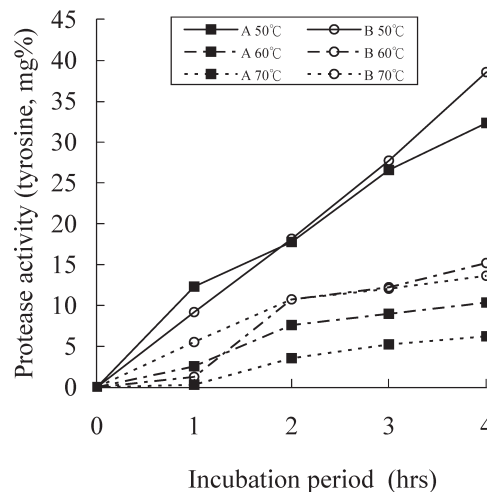 A 50℃ B 50℃
A 60℃ B 60℃
A 70℃ B 70℃
Protease activity (tyrosine, mg%)
45
40
35
30
25
20
15
10
5
0
0 1 2 3 4
Incubation period (hrs)